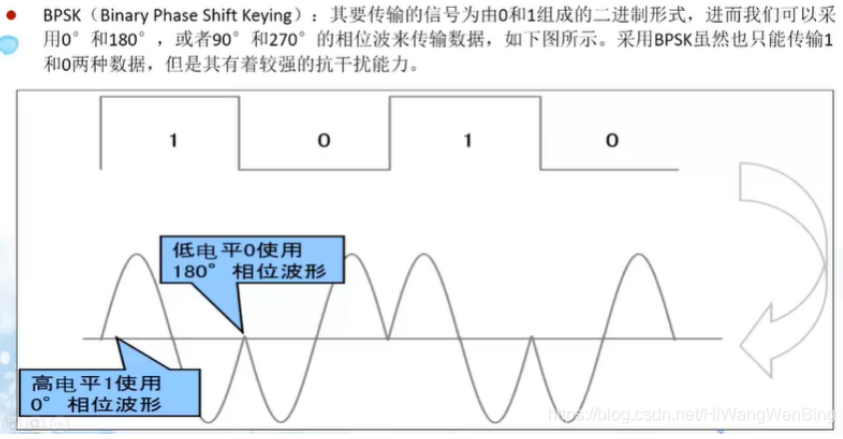 BPSK（Binary Phase Shift Keying）：其要传输的信号为由0和1组成的二进制形式，进而我们可以采
用0°和180°，或者90°和270°的相位波来传输数据，如下图所示。采用BPSK虽然也只能传输1
和0两种数据，但是其有着较强的抗干扰能力。
1 0 1 0
低电平0使用
180°相位波形
高电平1使用
0°相位波形
https://blog.csdn.net/HiWangWenBing